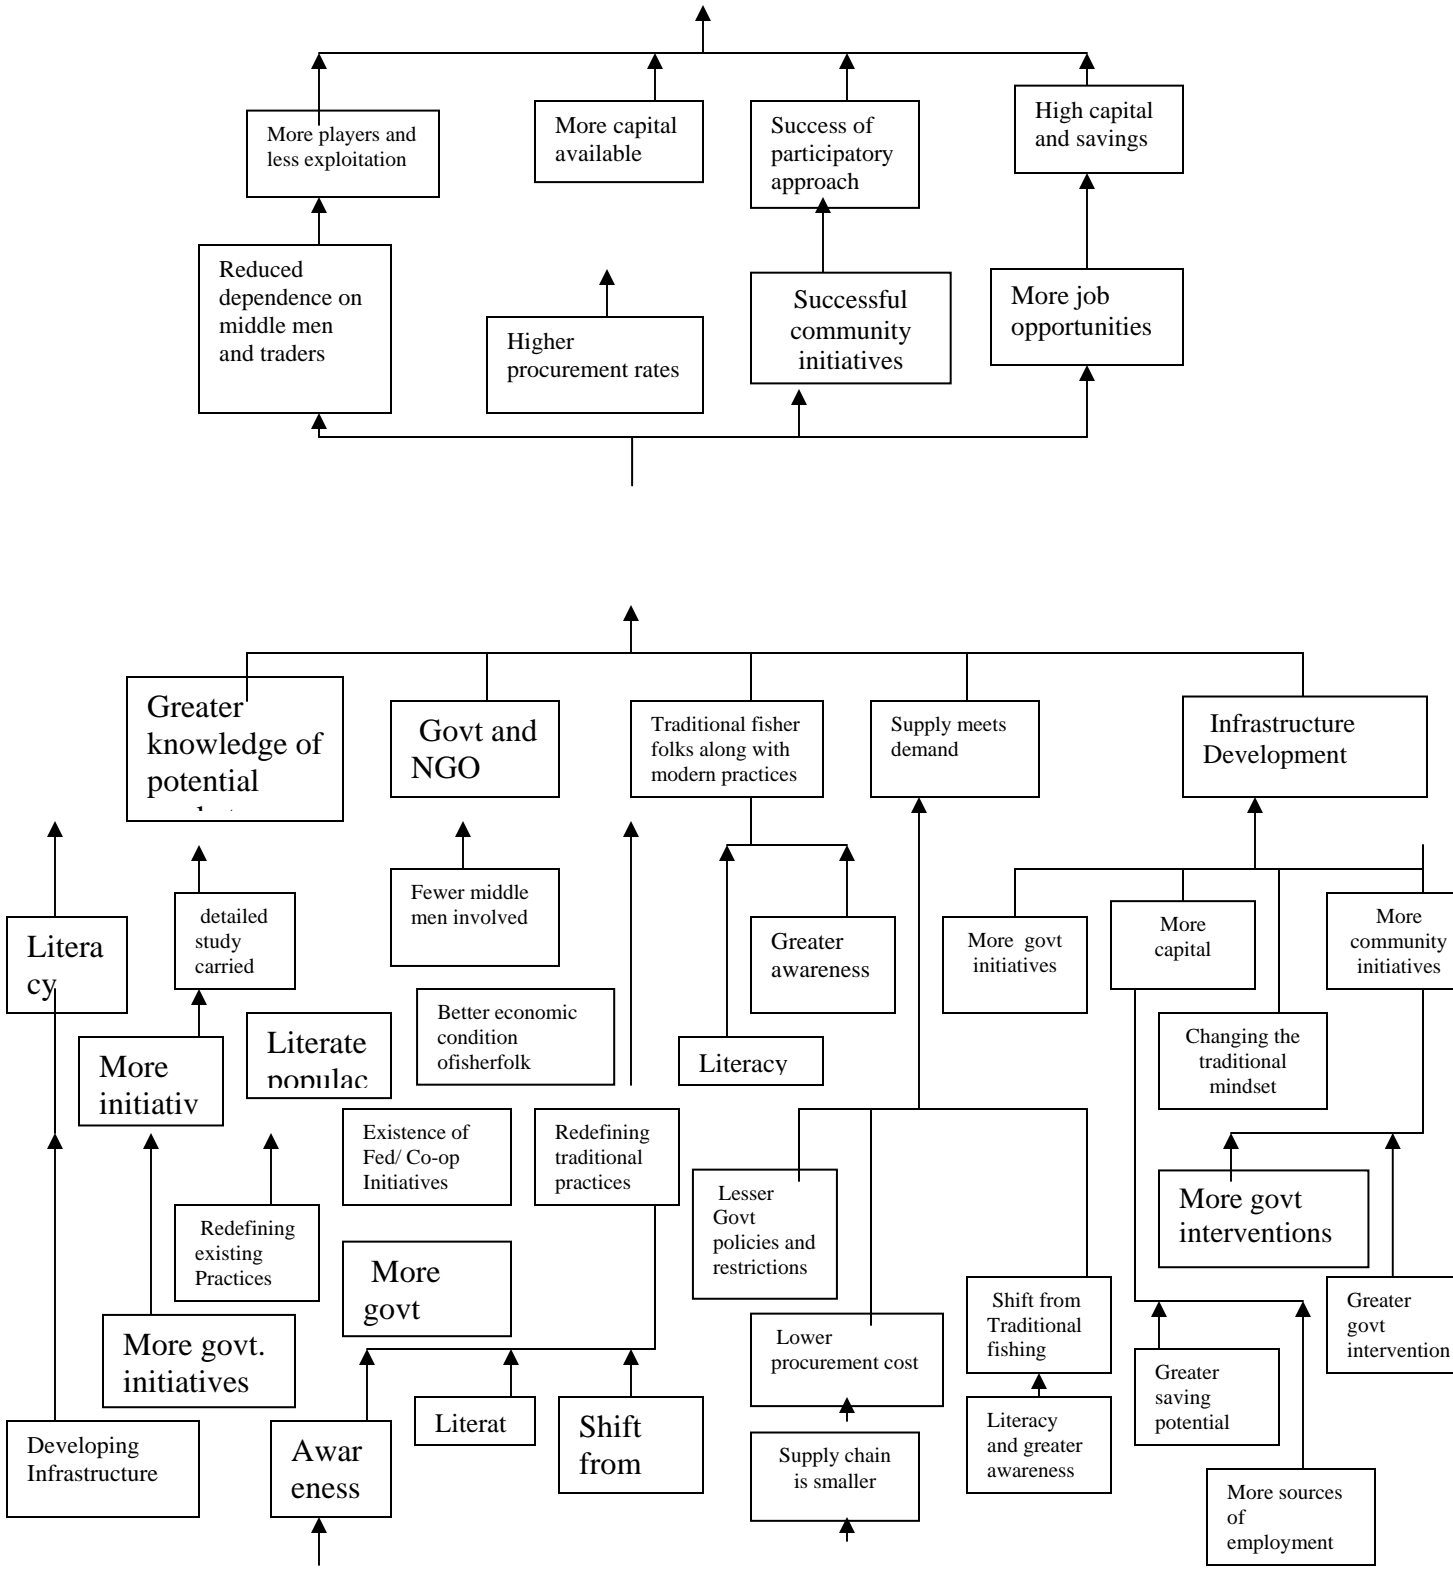 More players and
less exploitation
More capital
available
Success of
participatory
approach
High capital
and savings
Reduced
dependence on
middle men
and traders
Higher
procurement rates
Successful
community
initiatives
More job
opportunities
Greater
knowledge of
potential
Govt and
NGO
Traditional fisher
folks along with
modern practices
Supply meets
demand
Infrastructure
Development
Litera
cy
detailed
study
carried
Fewer middle
men involved
Greater
awareness
More govt
initiatives
More
capital
More
community
initiatives
More
initiativ
Literate
populac
Better economic
condition
ofisherfolk
Literacy
Changing the
traditional
mindset
Existence of
Fed/ Co-op
Initiatives
Redefining
traditional
practices
Redefining
existing
Practices
Lesser
Govt
policies and
restrictions
More govt
interventions
More
govt
More govt.
initiatives
Lower
procurement cost
Shift from
Traditional
fishing
Greater
govt
intervention
Greater
saving
potential
Developing
Infrastructure
Awar
eness
Literat
Shift
from
Supply chain
is smaller
Literacy
and greater
awareness
More sources
of
employment